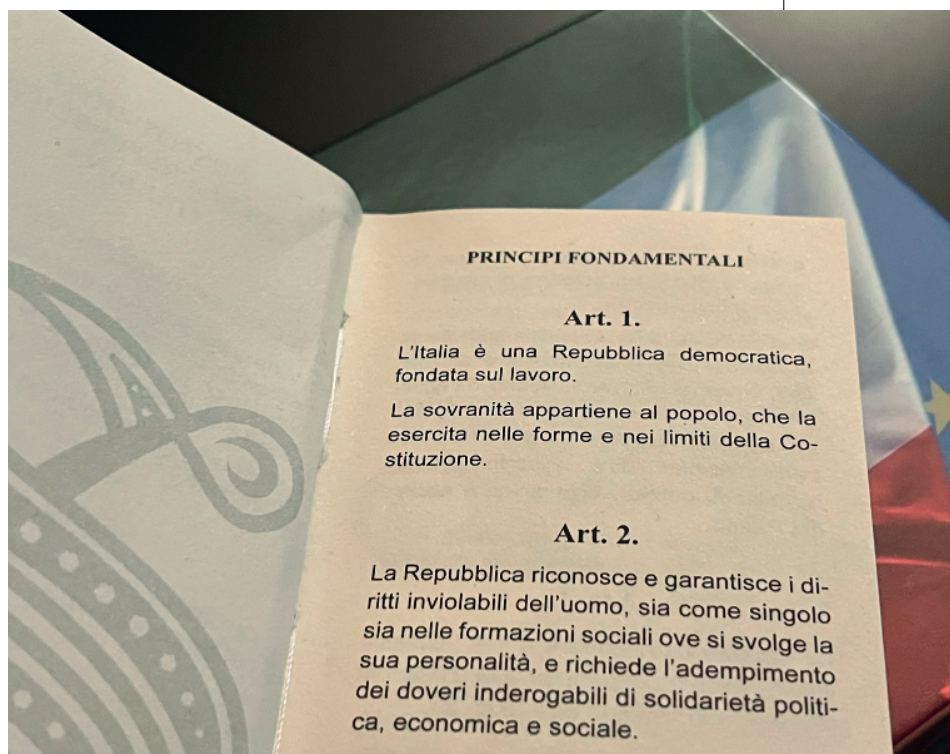 PRINCIPI FONDAMENTALI
Art. 1.
L'Italia è una Repubblica democratica,
fondata sul lavoro.
La sovranità appartiene al popolo, che la
esercita nelle forme e nei limiti della Co-
stituzione.
Art. 2.
La Repubblica riconosce e garantisce i di-
ritti inviolabili dell'uomo, sia come singolo
sia nelle formazioni sociali ove si svolge la
sua personalità, e richiede l'adempimento
dei doveri inderogabili di solidarietà politi-
ca, economica e sociale.